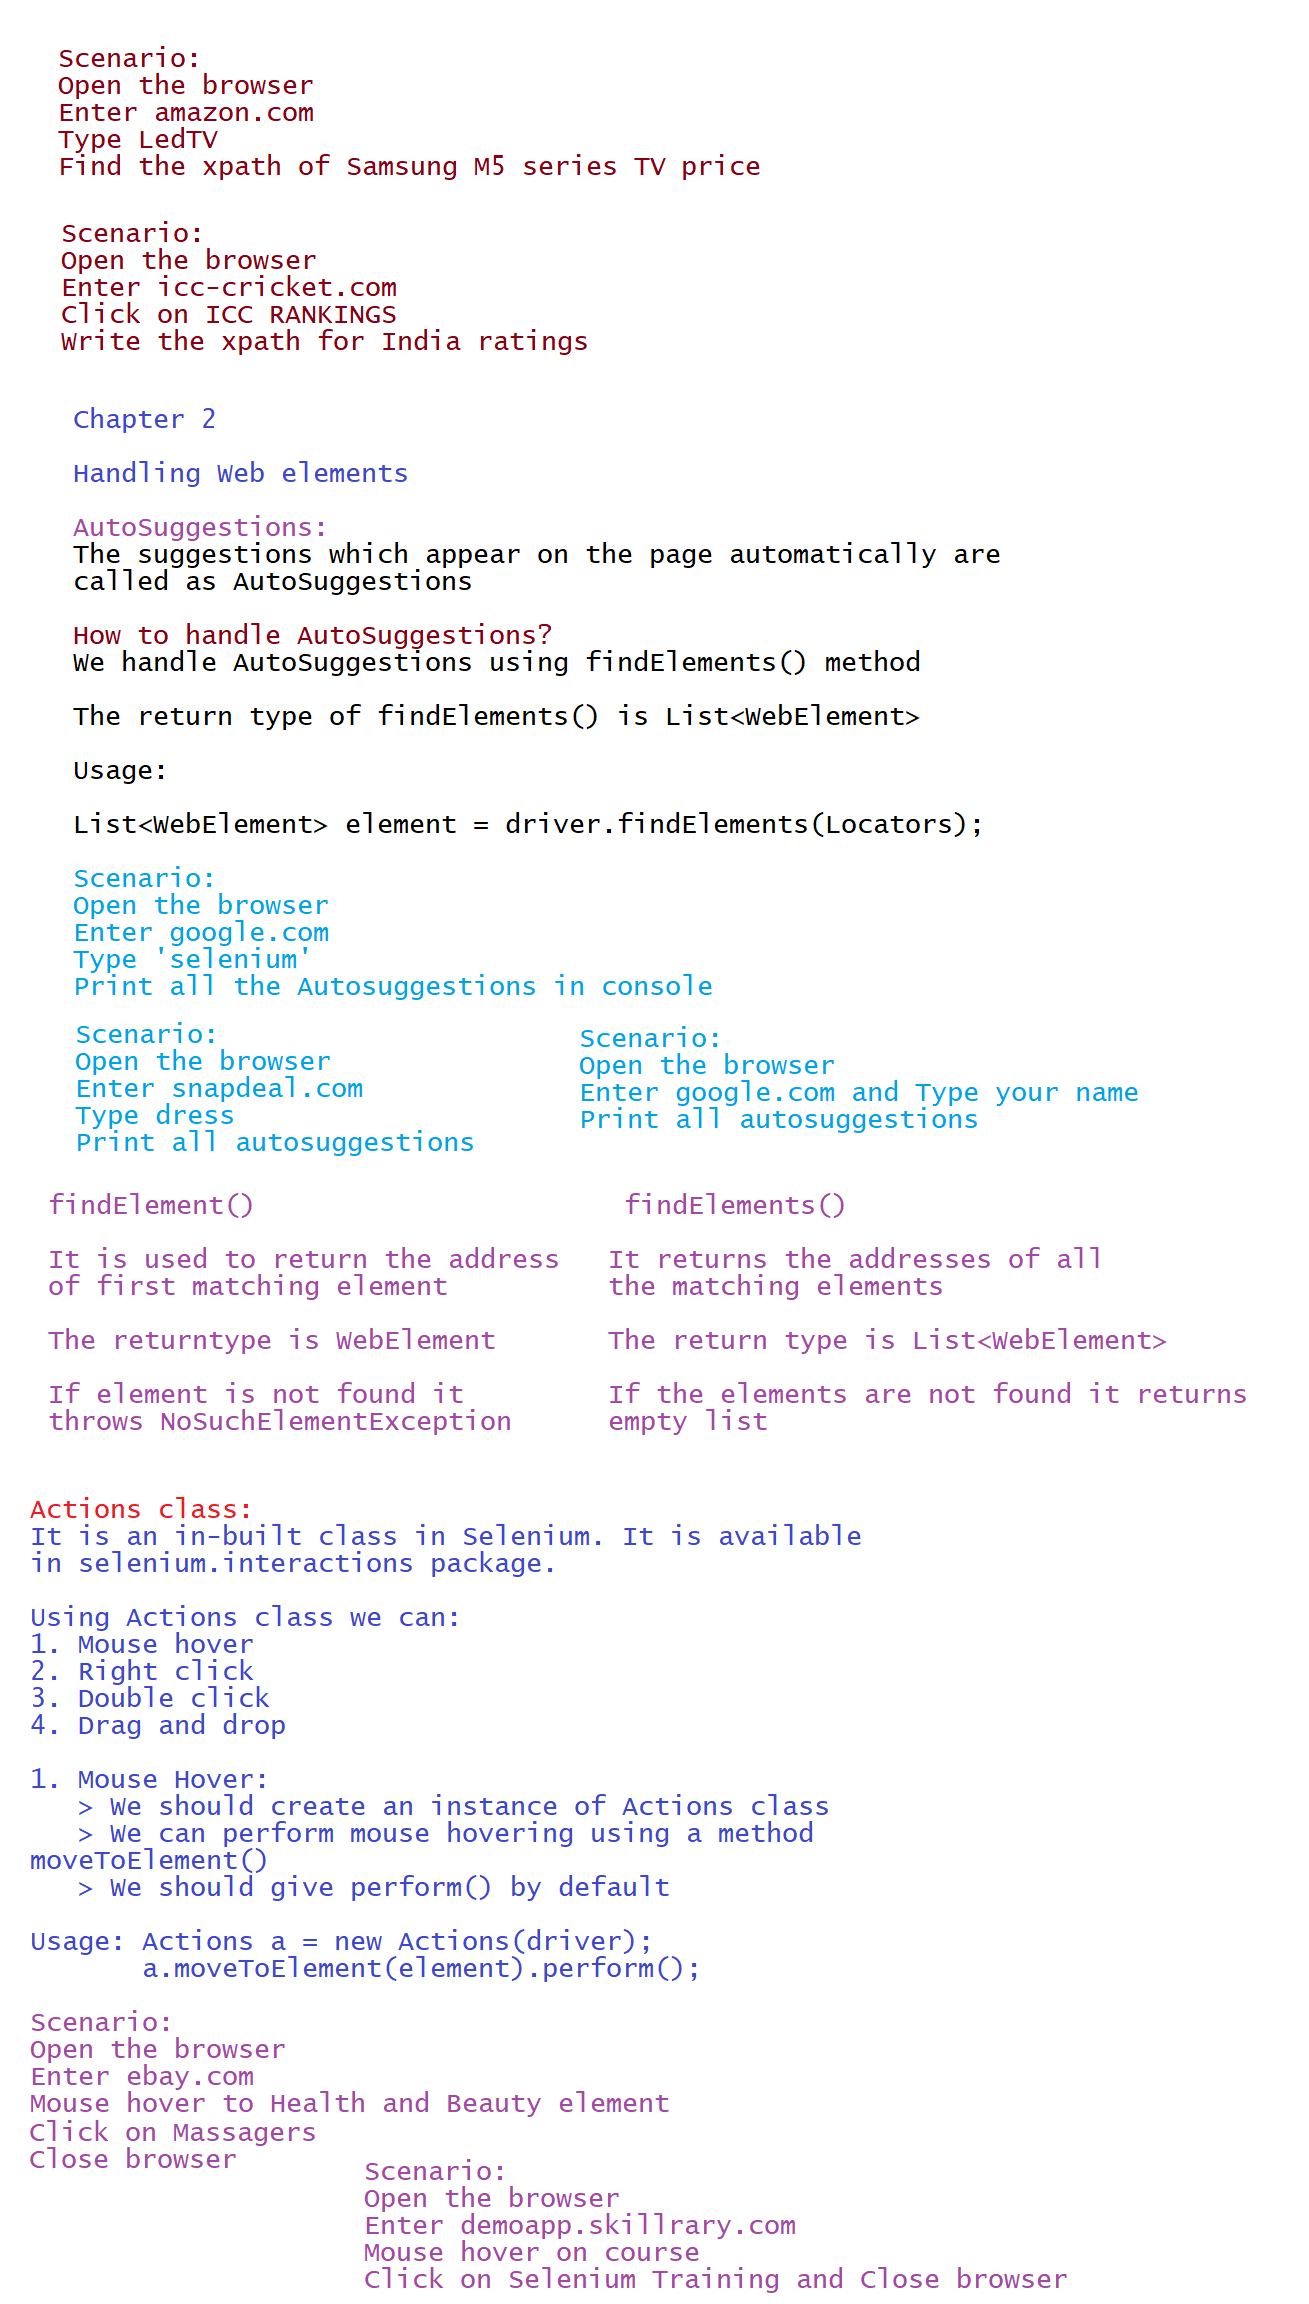 Scenario:
Open the browser
Enter amazon.com
Type LedTV
Find the xpath of Samsung M5 series TV price
Scenario:
Open the browser
Enter icc-cricket.com
Click on ICC RANKINGS
Write the xpath for India ratings
Chapter 2
Handling Web elements
AutoSuggestions:
The suggestions which appear on the page automatically are
called as AutoSuggestions
How to handle AutoSuggestions?
We handle AutoSuggestions using findElements() method
The return type of findElements() is List<WebElement>
Usage:
List<WebElement> element = driver.findElements(Locators);
Scenario:
Open the browser
Enter google.com
Type 'selenium'
Print all the Autosuggestions in console
Scenario:
Open the browser
Enter snapdeal.com
Type dress
Print all autosuggestions
Scenario:
Open the browser
Enter google.com and Type your name
Print all autosuggestions
findElement()
It is used to return the address
of first matching element
The returntype is WebElement
If element is not found it
throws NoSuchElementException
findElements()
It returns the addresses of all
the matching elements
The return type is List<WebElement>
If the elements are not found it returns
empty list
Actions class:
It is an in-built class in Selenium. It is available
in selenium.interactions package.
Using Actions class we can:
1. Mouse hover
2. Right click
3. Double click
4. Drag and drop
1. Mouse Hover:
> We should create an instance of Actions class
> We can perform mouse hovering using a method
moveToElement()
> We should give perform() by default
Usage: Actions a = new Actions(driver);
a.moveToElement(element).perform();
Scenario:
Open the browser
Enter ebay.com
Mouse hover to Health and Beauty element
Click on Massagers
Close browser
Scenario:
Open the browser
Enter demoapp.skillrary.com
Mouse hover on course
Click on Selenium Training and Close browser